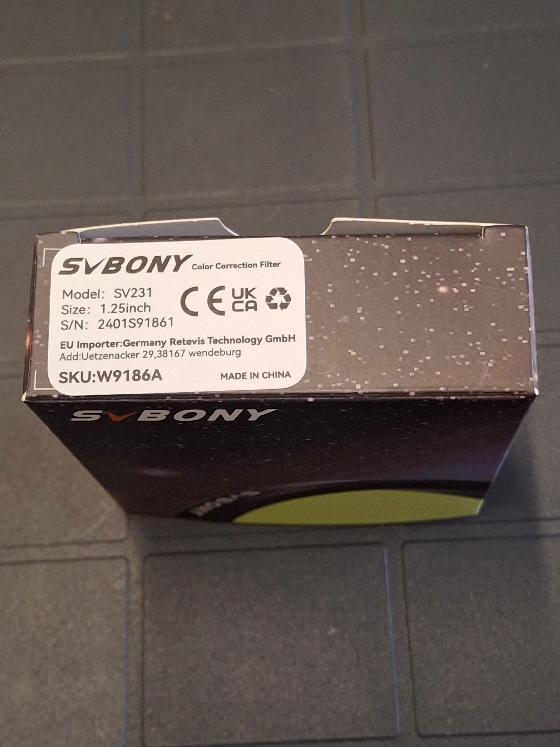 SVBONY Color Correction Filter
Model: SV231
Size: 1.25inch
S/N: 2401S91861
CE UK CA
EU Importer:Germany Retevis Technology GmbH
Add:Uetzenacker 29,38167 wendeburg
SKU:W9186A
MADE IN CHINA
SVBONY